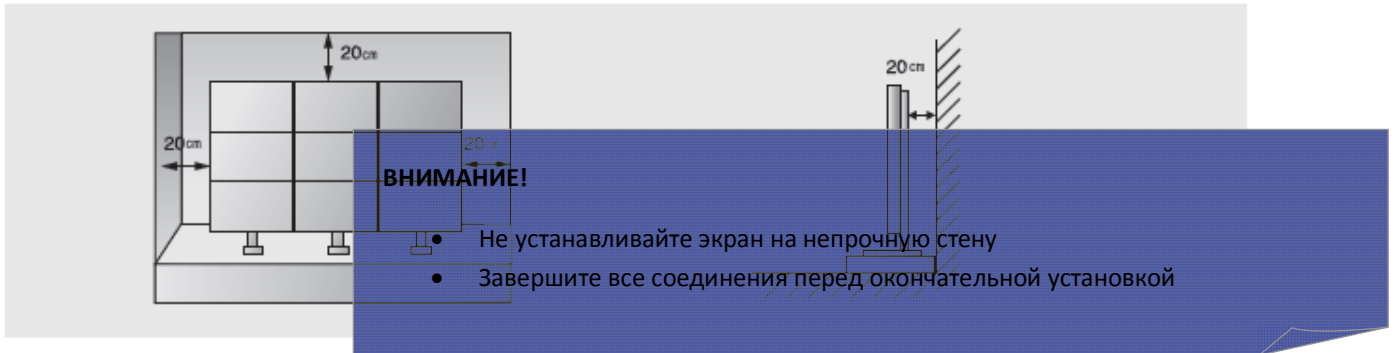 20cm
20cm
20cm
20cm
ВНИМАНИЕ!
• Не устанавливайте экран на непрочную стену
• Завершите все соединения перед окончательной установкой